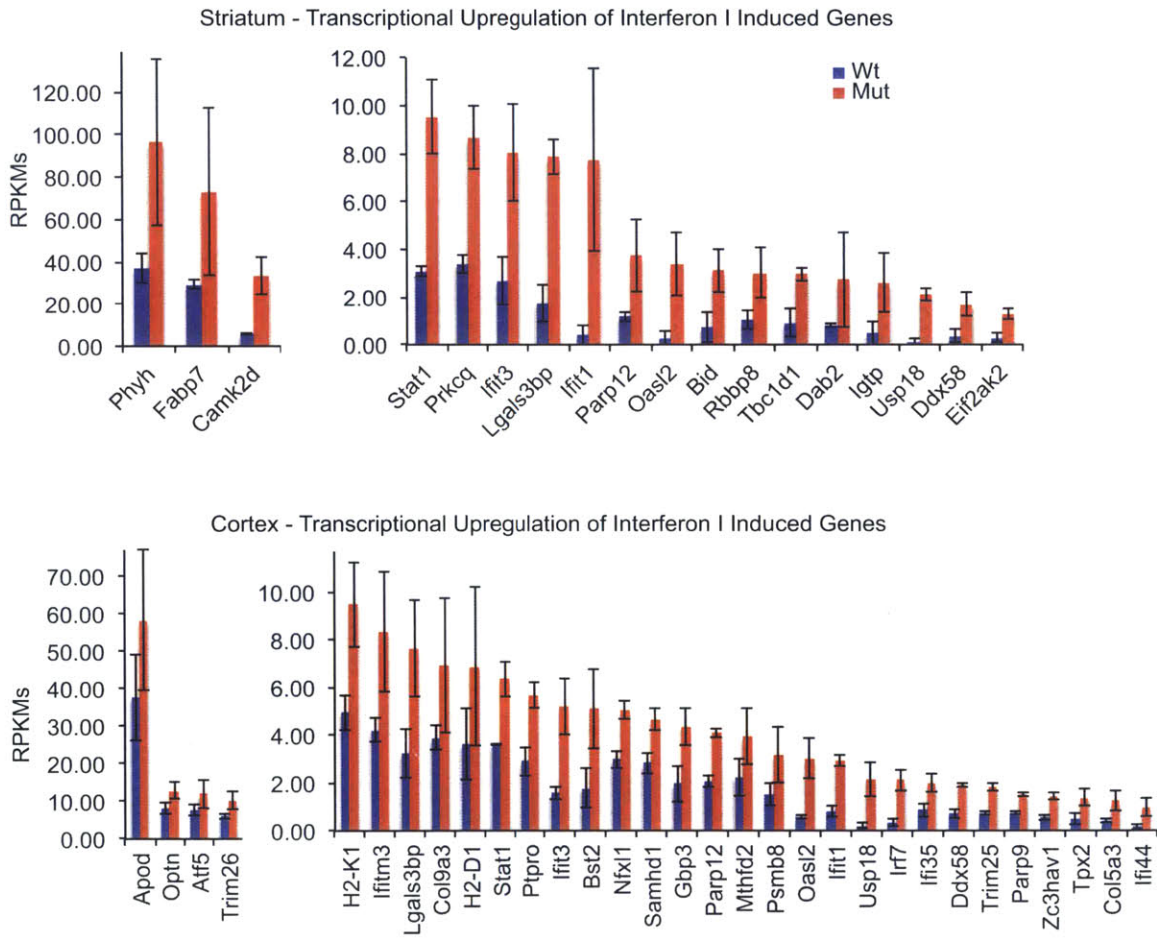 Striatum - Transcriptional Upregulation of Interferon I Induced Genes
RPKMs
120.00
100.00
80.00
60.00
40.00
20.00
0.00
Phyh
Fabp7
Camk2d
12.00
10.00
8.00
6.00
4.00
2.00
0.00
Wt
Mut
Stat1
Prkcq
Ifit3
Lgals3bp
Ifit1
Parp12
Oasl2
Bid
Rbbp8
Tbc1d1
Dab2
Igtp
Usp18
Ddx58
Eif2ak2
Cortex - Transcriptional Upregulation of Interferon I Induced Genes
RPKMs
70.00
60.00
50.00
40.00
30.00
20.00
10.00
0.00
Apod
Optn
Atf5
Trim26
10.00
8.00
6.00
4.00
2.00
0.00
H2-K1
Ifitm3
Lgals3bp
Col9a3
H2-D1
Stat1
Ptpro
Ifit3
Bst2
Nfxl1
Samhd1
Gbp3
Parp12
Mthfd2
Psmb8
Oasl2
Ifit1
Usp18
Irf7
Ifi35
Ddx58
Trim25
Parp9
Zc3hav1
Tpx2
Col5a3
Ifi44